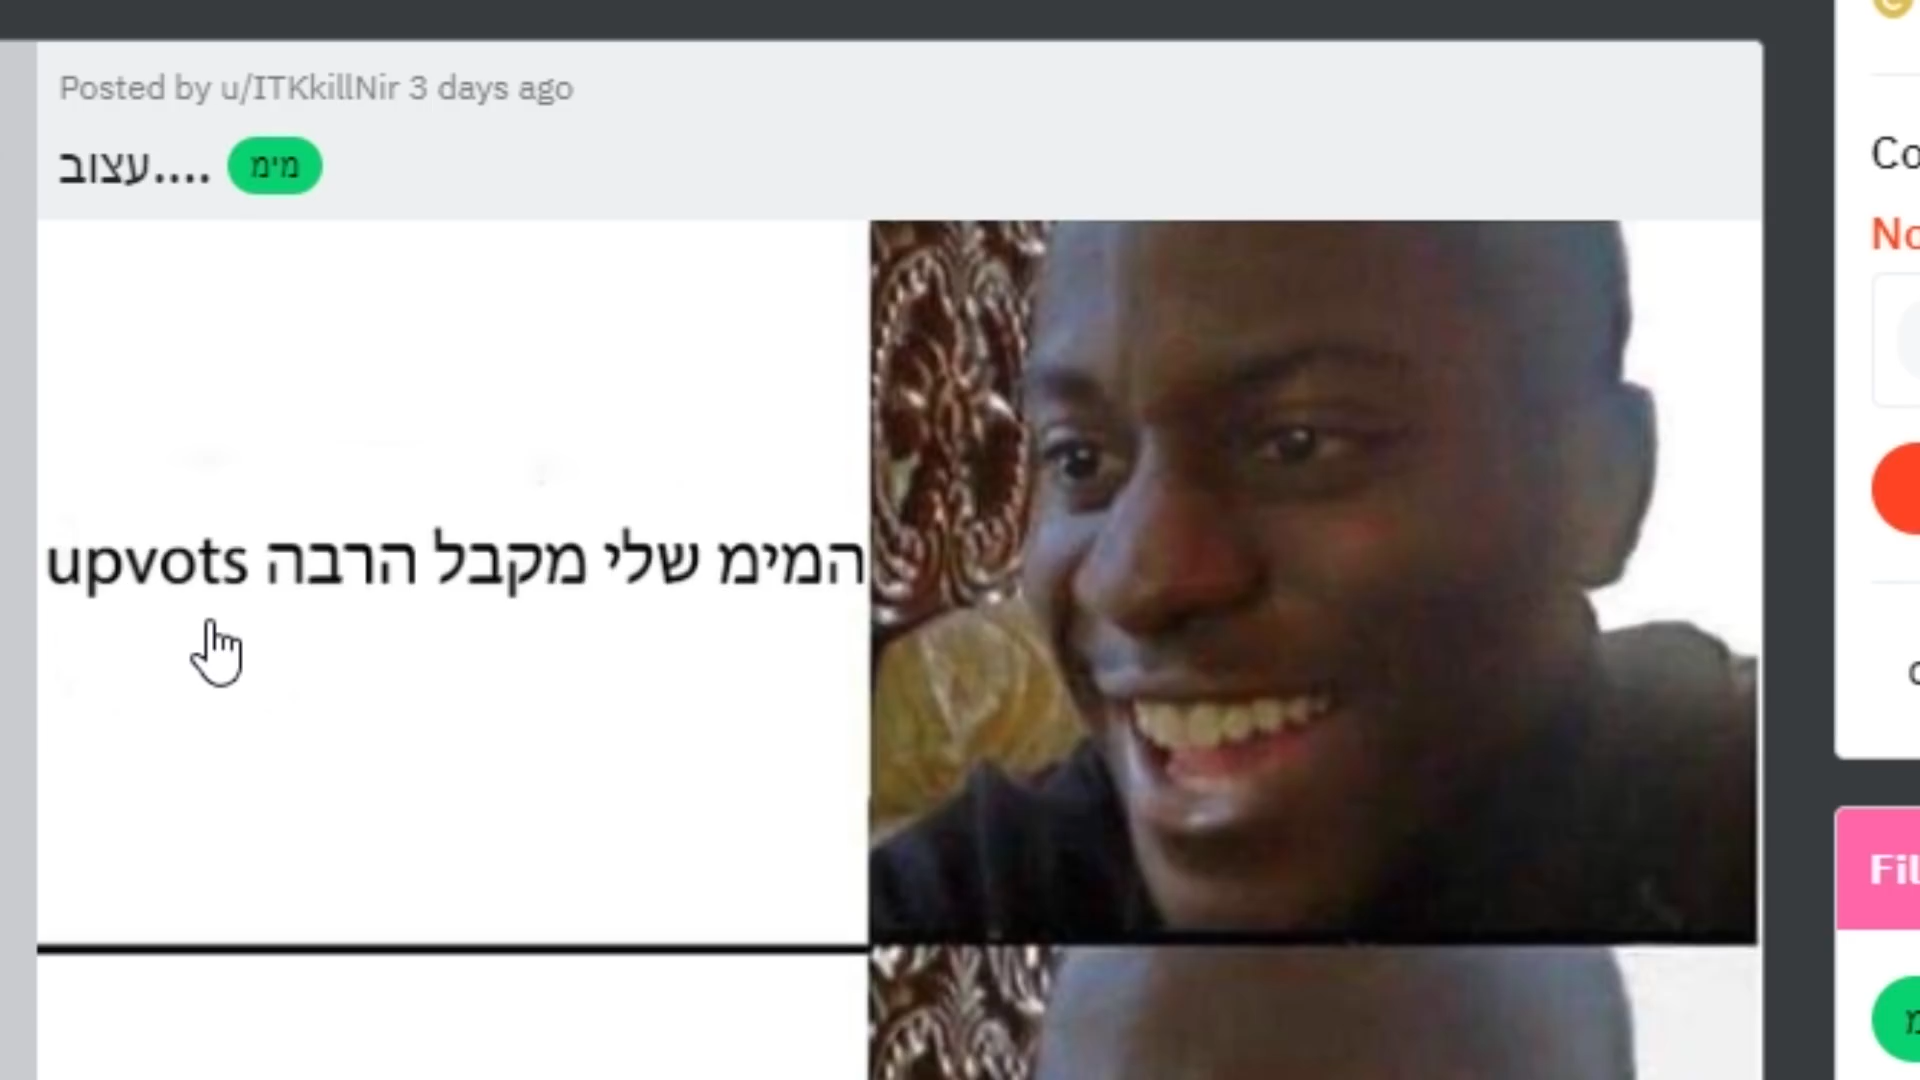 Posted by u/ITKkillNir 3 days ago
עצוב.... מימ
המימ שלי מקבל הרבה upvots